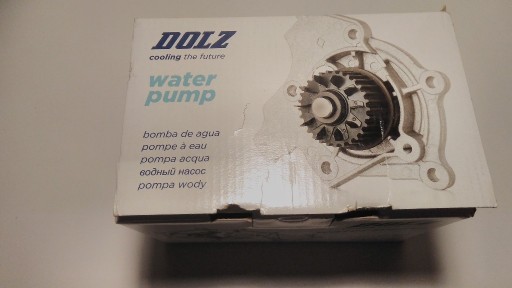 DOLZ
cooling the future
water
pump
bomba de agua
pompe à eau
pompa acqua
водный насос
pompa wody